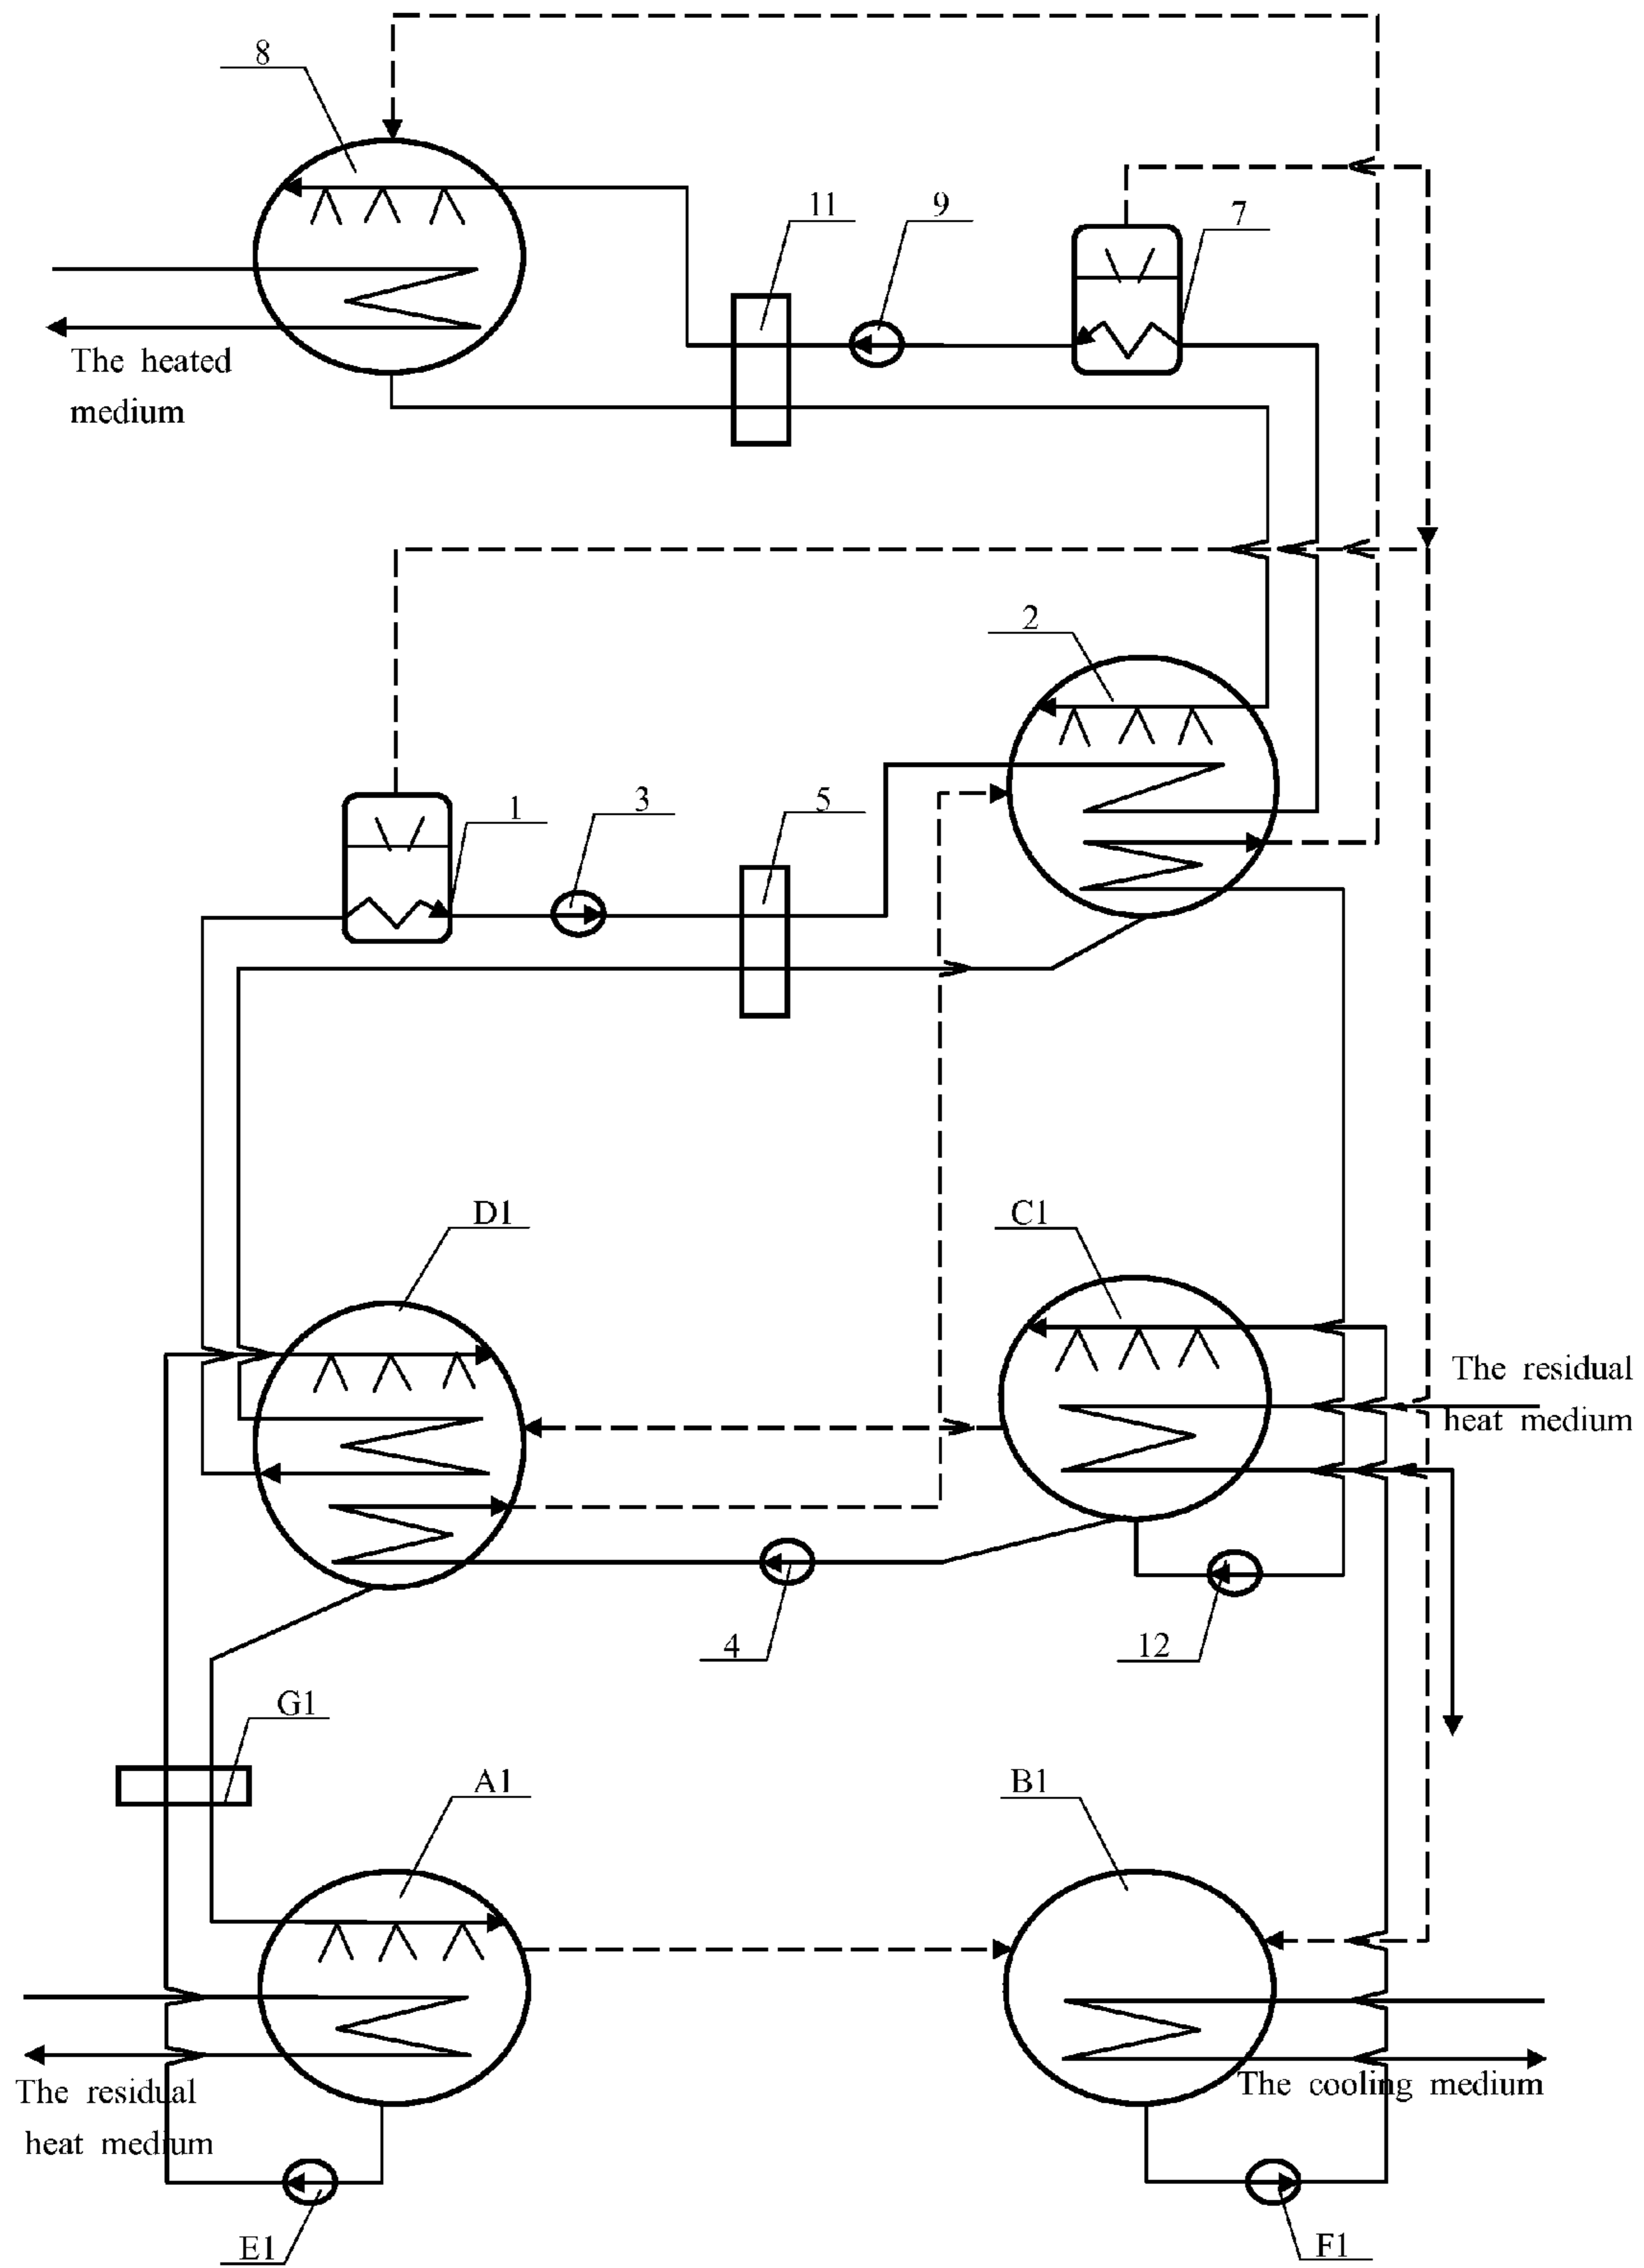 8
11
9
7
The heated
medium
2
1
3
5
D1
C1
The residual
heat medium
4
12
G1
A1
B1
The residual
heat medium
The cooling medium
E1
F1